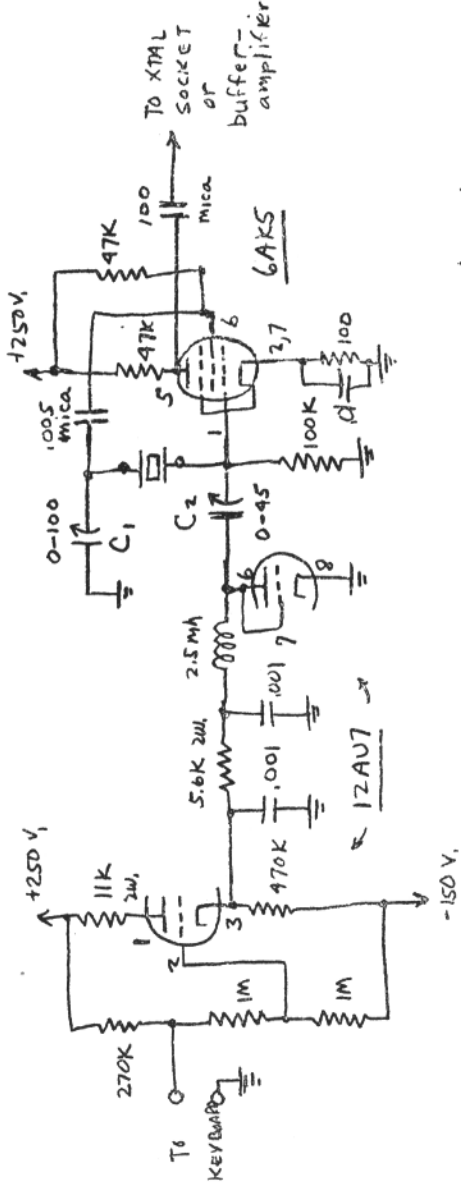 +250 V.
11K
2W.
270K
1
2
3
TO
KEYBOARD
1M
1M
470K
-150 V.
5.6K 2W.
.001
.001
2.5 mh
12AU7
6
7
8
0-100
C1
.005
mica
+250 V.
47K
47K
5
6
1
2,7
C2
0-45
100K
.01
100
6AK5
100
mica
TO XTAL
SOCKET
or
buffer-
amplifier